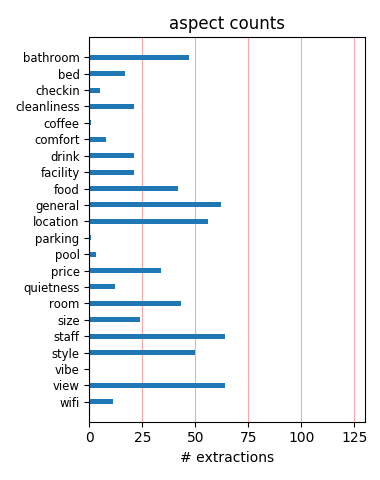 aspect counts
bathroom
bed
checkin
cleanliness
coffee
comfort
drink
facility
food
general
location
parking
pool
price
quietness
room
size
staff
style
vibe
view
wifi
0 25 50 75 100 125
# extractions